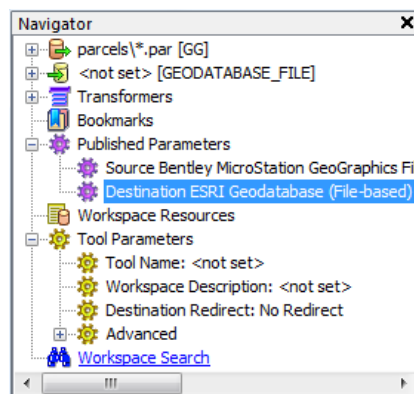 Navigator
parcels\*.par [GG]
<not set> [GEODATABASE_FILE]
Transformers
Bookmarks
Published Parameters
Source Bentley MicroStation GeoGraphics Fi
Destination ESRI Geodatabase (File-based)
Workspace Resources
Tool Parameters
Tool Name: <not set>
Workspace Description: <not set>
Destination Redirect: No Redirect
Advanced
Workspace Search